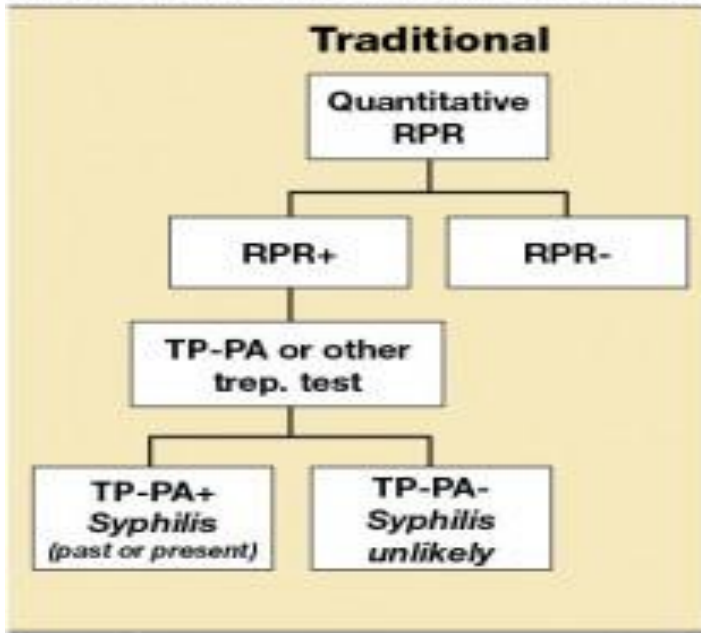 Traditional
Quantitative
RPR
RPR+
RPR-
TP-PA or other
trep. test
TP-PA+
Syphilis
(past or present)
TP-PA-
Syphilis
unlikely